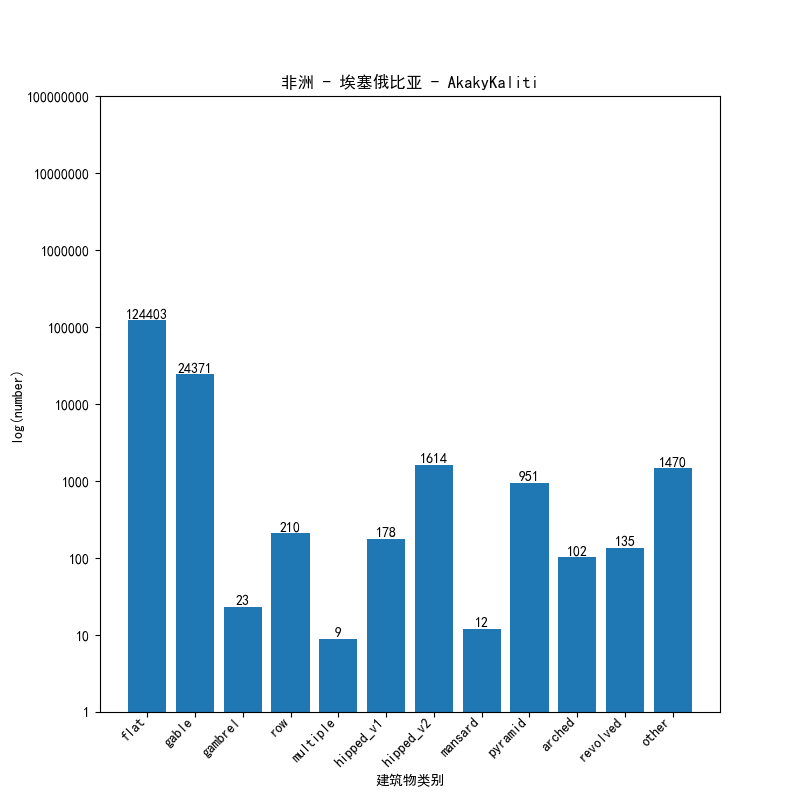 非洲 - 埃塞俄比亚 - AkakyKaliti
100000000
10000000
1000000
100000
10000
1000
100
10
1
log(number)
124403
24371
23
210
9
178
1614
12
951
102
135
1470
flat
gable
gambrel
row
multiple
hipped_v1
hipped_v2
mansard
pyramid
arched
revolved
other
建筑物类别